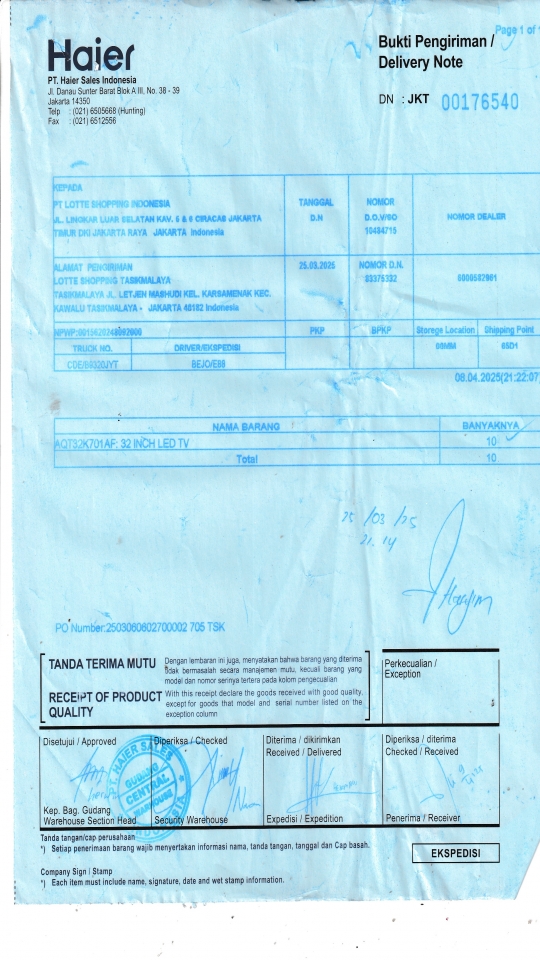 Page 1 of 1
Haier
Bukti Pengiriman /
Delivery Note
PT. Haier Sales Indonesia
Jl. Danau Sunter Barat Blok A III, No. 38 - 39
Jakarta 14350
Telp : (021) 6505668 (Hunting)
Fax : (021) 6512556
DN : JKT 00176540
KEPADA
PT LOTTE SHOPPING INDONESIA
JL. LINGKAR LUAR SELATAN KAV. 5 & 6 CIRACAS JAKARTA
TIMUR DKI JAKARTA RAYA JAKARTA Indonesia
TANGGAL
D.N
NOMOR
D.O.V/SO
10484715
NOMOR DEALER
ALAMAT PENGIRIMAN
LOTTE SHOPPING TASIKMALAYA
TASIKMALAYA JL. LETJEN MASHUDI KEL. KARSAMENAK KEC.
KAWALU TASIKMALAYA - JAKARTA 46182 Indonesia
25.03.2025
NOMOR D.N.
83375332
PKP
BPKP
Storege Location
Shipping Point
TRUCK NO.
DRIVER/EKSPEDISI
BEJO/E88
08.04.2025(21:22:07)
NAMA BARANG BANYAKNYA
AQT32K701AF: 32 INCH LED TV 10
Total 10
25/03/25
21.14
PO Number:2503060602700002 705 TSK
TANDA TERIMA MUTU
Dengan lembaran ini juga, menyatakan bahwa barang yang diterima
tidak bermasalah secara manajemen mutu, kecuali barang yang
model dan nomor serinya tertera pada kolom pengecualian
RECEIPT OF PRODUCT
QUALITY
With this receipt declare the goods received with good quality,
except for goods that model and serial number listed on the
exception column
Perkecualian /
Exception
Disetujui / Approved
Diperiksa / Checked
Diterima / dikirimkan
Received / Delivered
Diperiksa / diterima
Checked / Received
PT. HAIER SALES
GUDANG
CENTRAL
WAREHOUSE
Kep. Bag. Gudang
Warehouse Section Head
Security Warehouse
Expedisi / Expedition
Penerima / Receiver
Tanda tangan/cap perusahaan
*) Setiap penerimaan barang wajib menyertakan informasi nama, tanda tangan, tanggal dan Cap basah.
EKSPEDISI
Company Sign / Stamp
*) Each item must include name, signature, date and wet stamp information.